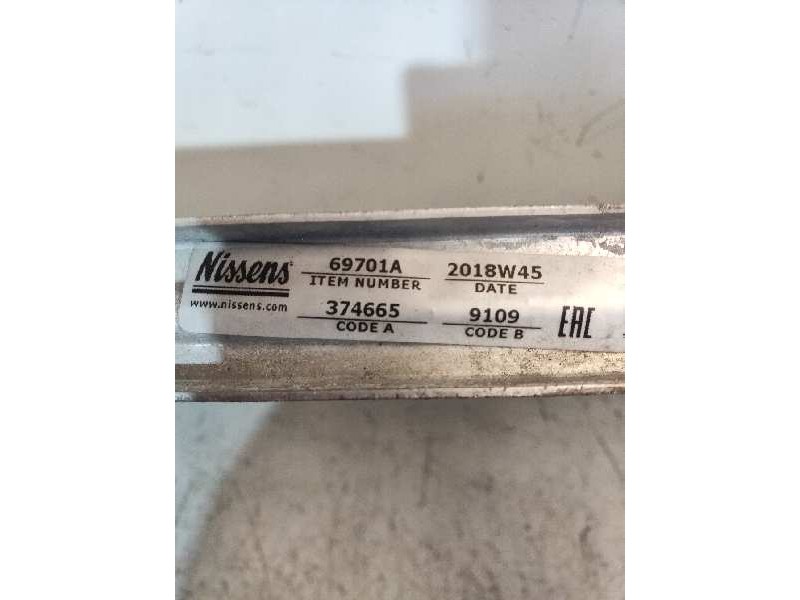 Nissens 69701A 2018W45
ITEM NUMBER DATE
www.nissens.com 374665 9109 EAC
CODE A CODE B